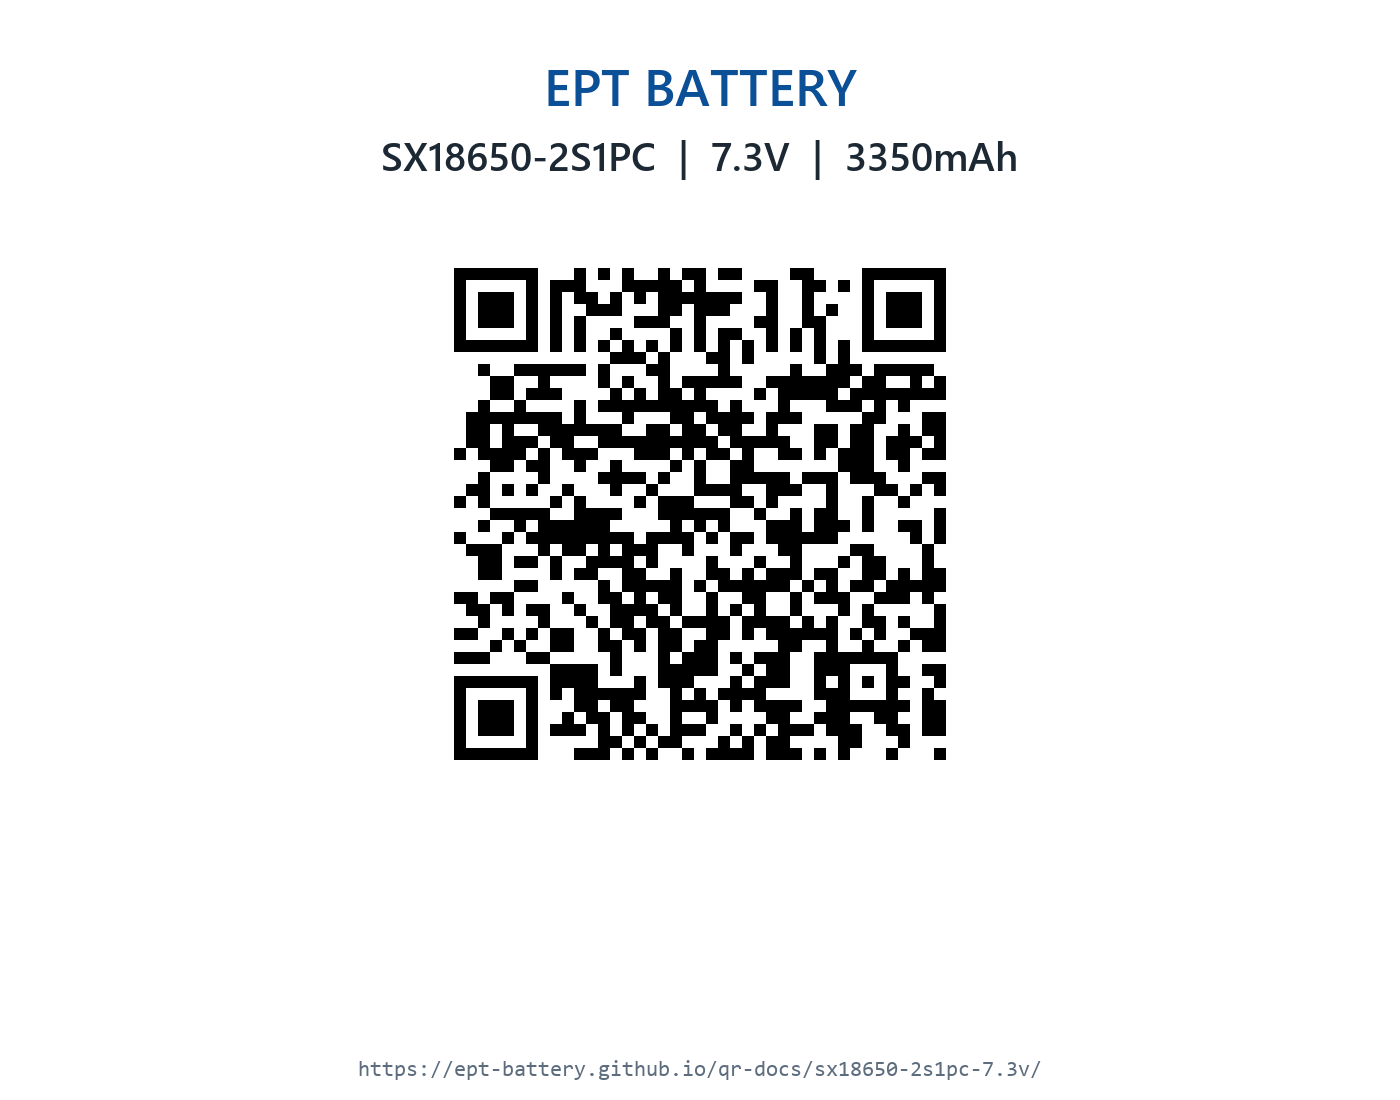 EPT BATTERY
SX18650-2S1PC | 7.3V | 3350mAh
https://ept-battery.github.io/qr-docs/sx18650-2s1pc-7.3v/